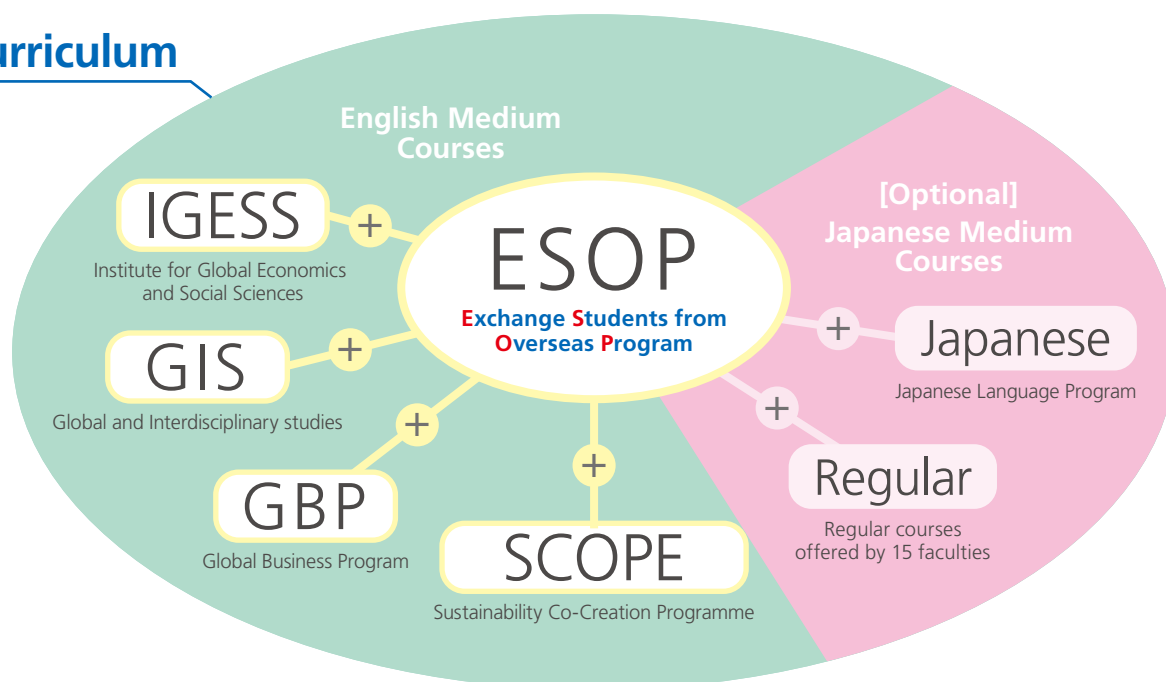 urriculum
English Medium
Courses
IGESS
Institute for Global Economics
and Social Sciences
GIS
Global and Interdisciplinary studies
GBP
Global Business Program
SCOPE
Sustainability Co-Creation Programme
ESOP
Exchange Students from
Overseas Program
[Optional]
Japanese Medium
Courses
Japanese
Japanese Language Program
Regular
Regular courses
offered by 15 faculties
+
+
+
+
+
+